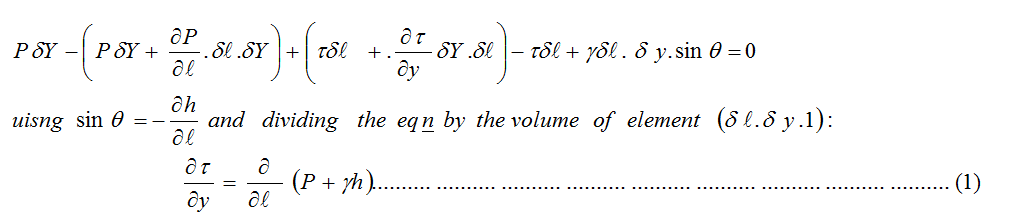 P δY − ( P δY + ∂P/∂ℓ . δℓ . δY ) + ( τδℓ + . ∂τ/∂y δY . δℓ ) − τδℓ + γδℓ . δ y. sin θ = 0
uisng sin θ = − ∂h/∂ℓ and dividing the eqn by the volume of element (δ ℓ.δ y.1):
∂τ/∂y = ∂/∂ℓ (P + γh)......... .......... .......... .......... .......... .......... .......... .......... .......... (1)